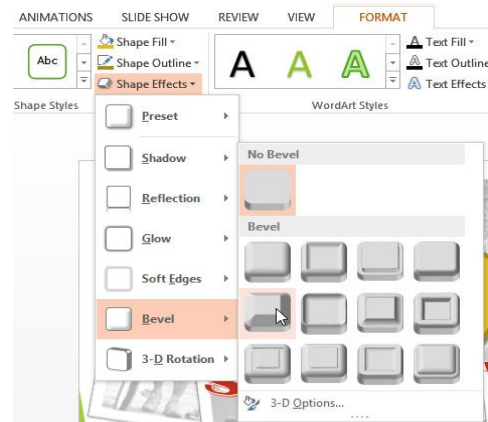 ANIMATIONS SLIDE SHOW REVIEW VIEW FORMAT
Abc
Shape Fill
Shape Outline
Shape Effects
A A A
A Text Fill
A Text Outline
A Text Effects
Shape Styles
WordArt Styles
Preset
Shadow
Reflection
Glow
Soft Edges
Bevel
3-D Rotation
No Bevel
Bevel
3-D Options...